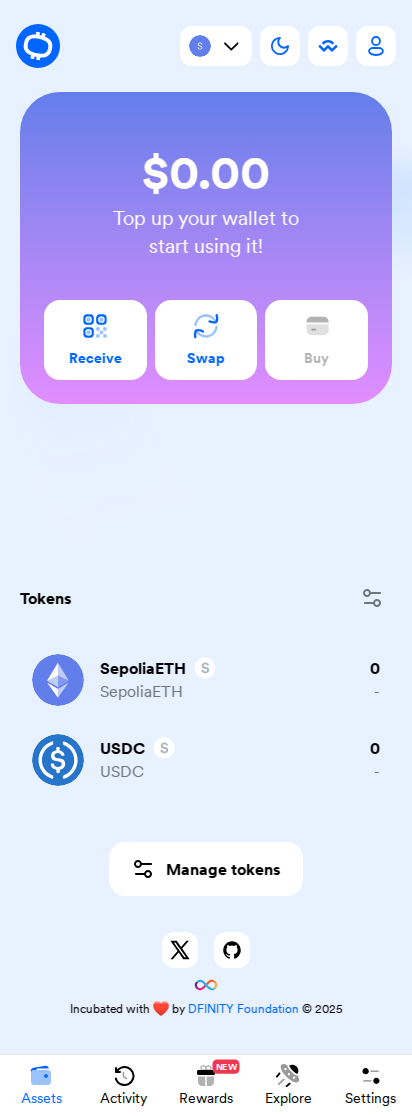 S
$0.00
Top up your wallet to
start using it!
Receive Swap Buy
Tokens
SepoliaETH S 0
SepoliaETH -
USDC S 0
USDC -
Manage tokens
Incubated with ❤️ by DFINITY Foundation © 2025
NEW
Assets Activity Rewards Explore Settings